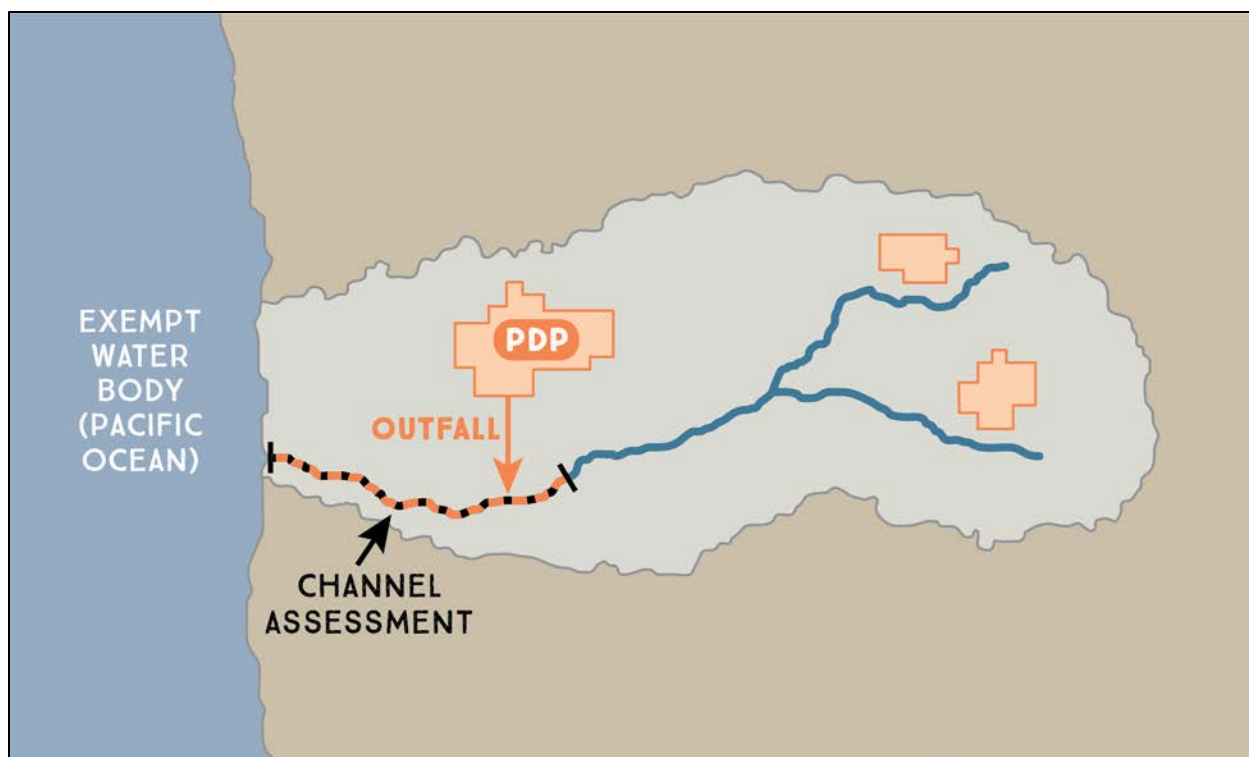 EXEMPT
WATER
BODY
(PACIFIC
OCEAN)
PDP
OUTFALL
CHANNEL
ASSESSMENT